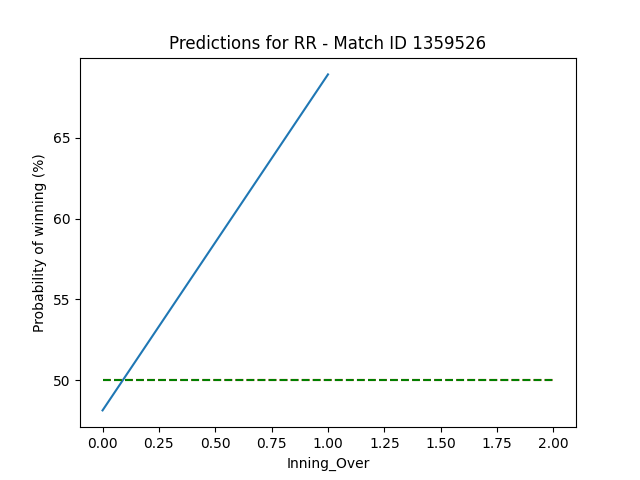 Predictions for RR - Match ID 1359526
Probability of winning (%)
65
60
55
50
0.00 0.25 0.50 0.75 1.00 1.25 1.50 1.75 2.00
Inning_Over